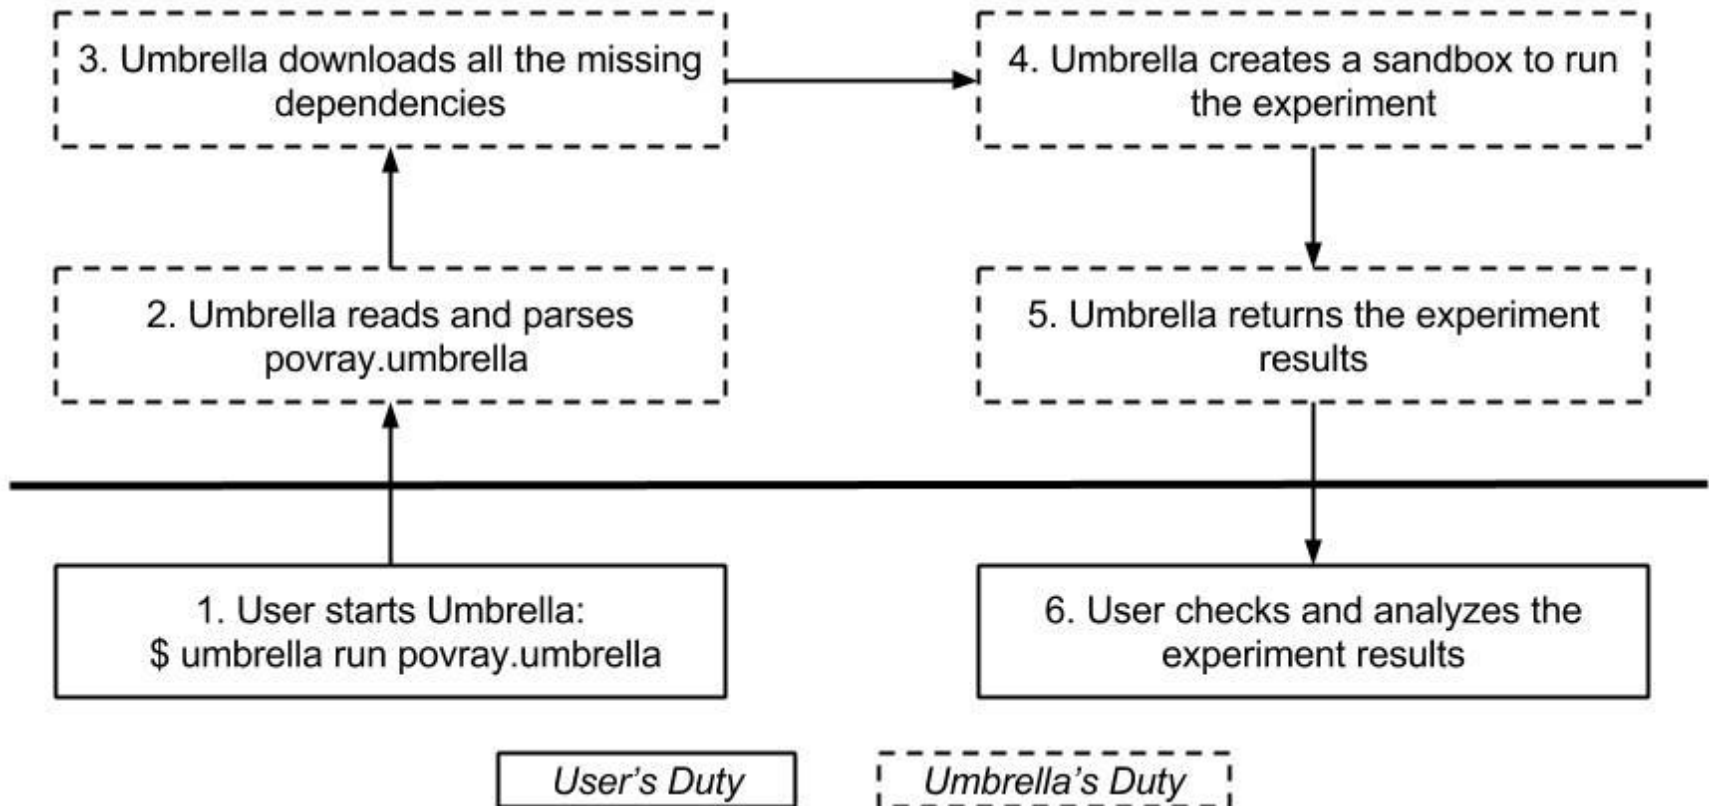 3. Umbrella downloads all the missing
dependencies
4. Umbrella creates a sandbox to run
the experiment
2. Umbrella reads and parses
povray.umbrella
5. Umbrella returns the experiment
results
1. User starts Umbrella:
$ umbrella run povray.umbrella
6. User checks and analyzes the
experiment results
User's Duty
Umbrella's Duty